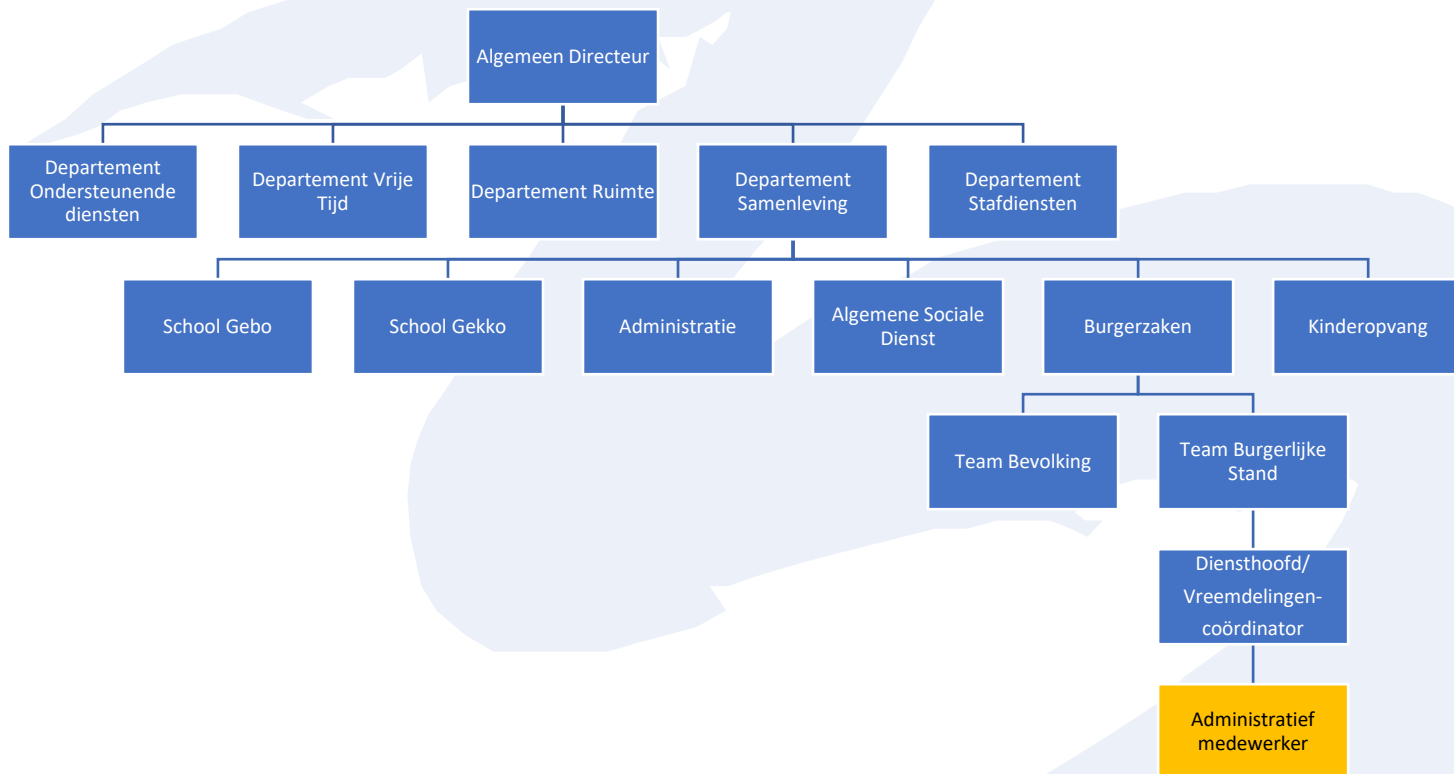 Algemeen Directeur
Departement
Ondersteunende
diensten
Departement Vrije
Tijd
Departement Ruimte
Departement
Samenleving
Departement
Stafdiensten
School Gebo
School Gekko
Administratie
Algemene Sociale
Dienst
Burgerzaken
Kinderopvang
Team Bevolking
Team Burgerlijke
Stand
Diensthoofd/
Vreemdelingen-
coördinator
Administratief
medewerker